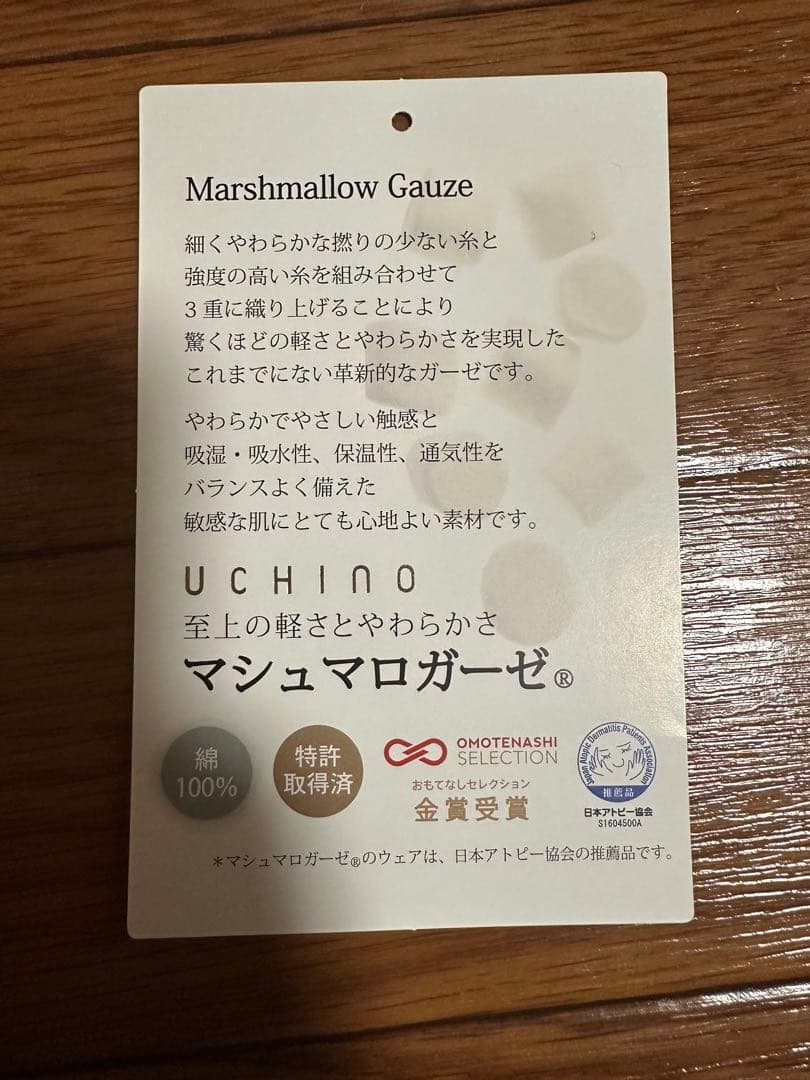 Marshmallow Gauze
細くやわらかな撚りの少ない糸と
強度の高い糸を組み合わせて
3重に織り上げることにより
驚くほどの軽さとやわらかさを実現した
これまでにない革新的なガーゼです。
やわらかでやさしい触感と
吸湿・吸水性、保温性、通気性を
バランスよく備えた
敏感な肌にとても心地よい素材です。
UCHINO
至上の軽さとやわらかさ
マシュマロガーゼ®
綿
100%
特許
取得済
OMOTENASHI
SELECTION
おもてなしセレクション
金賞受賞
Japan Atopic Dermatitis Patients Association
推薦品
日本アトピー協会
S1604500A
＊マシュマロガーゼ®のウェアは、日本アトピー協会の推薦品です。